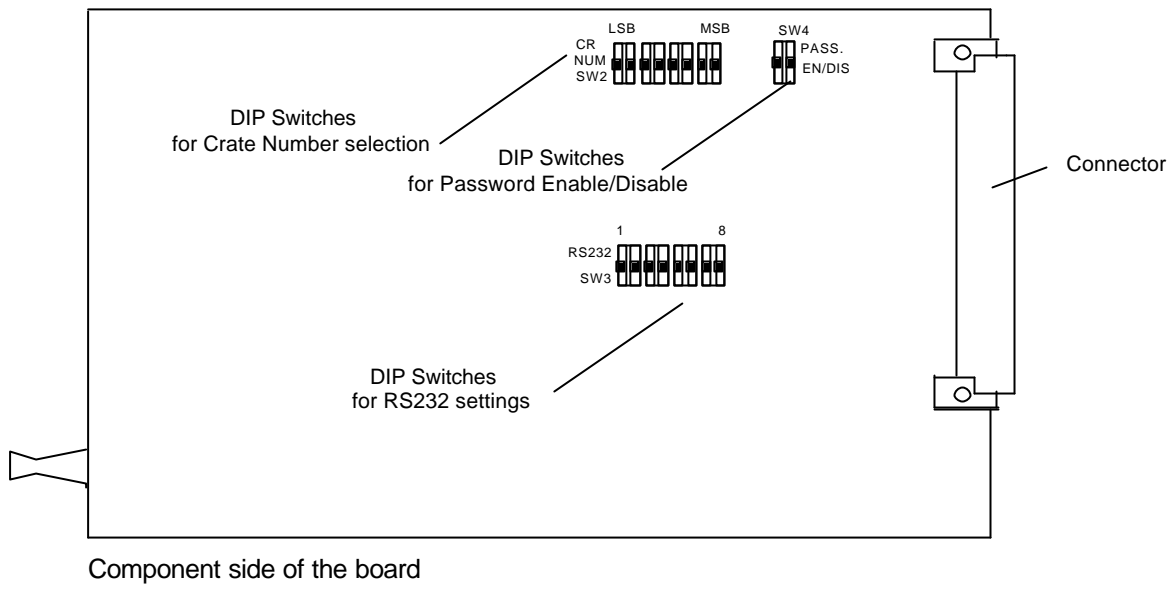 LSB MSB
CR
NUM
SW2
SW4
PASS.
EN/DIS
DIP Switches
for Crate Number selection
DIP Switches
for Password Enable/Disable
Connector
1 8
RS232
SW3
DIP Switches
for RS232 settings
Component side of the board